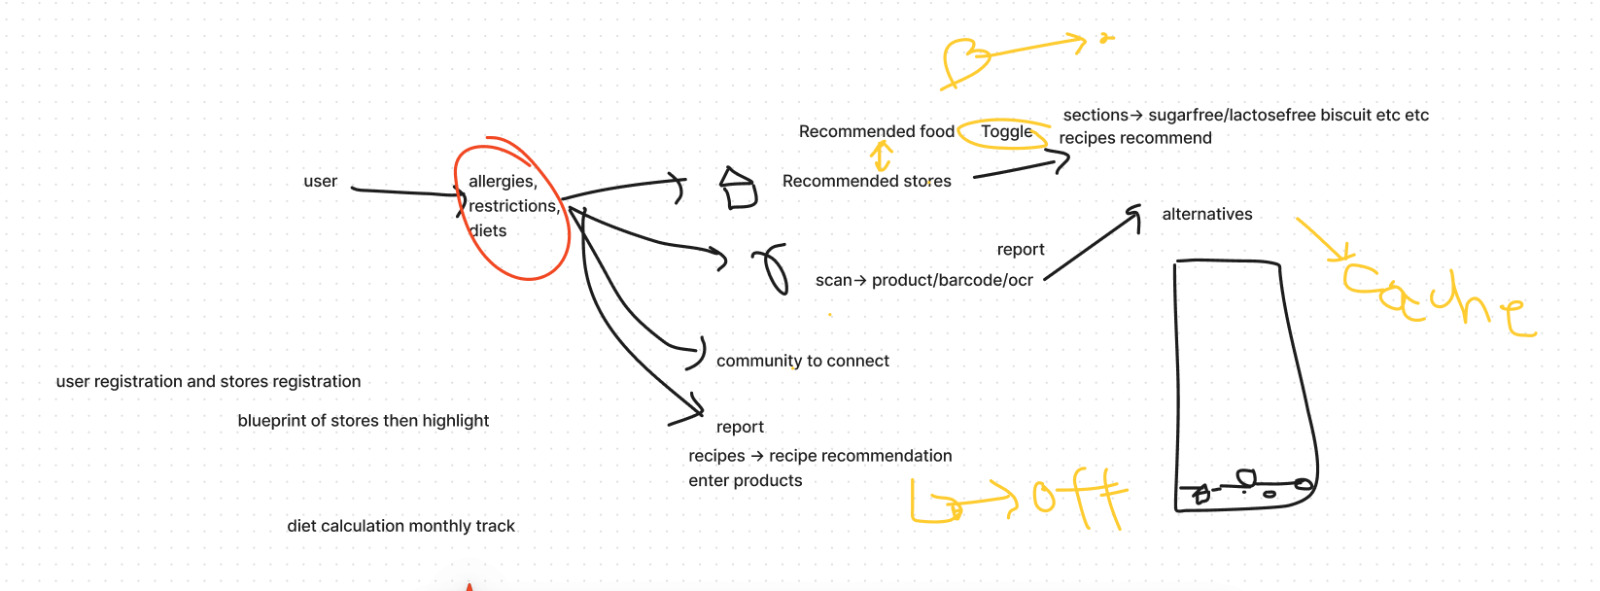 sections→ sugarfree/lactosefree biscuit etc etc
Recommended food
Toggle
recipes recommend
user
allergies,
restrictions,
diets
Recommended stores
alternatives
report
scan→ product/barcode/ocr
Cache
community to connect
user registration and stores registration
blueprint of stores then highlight
report
recipes → recipe recommendation
enter products
off
diet calculation monthly track